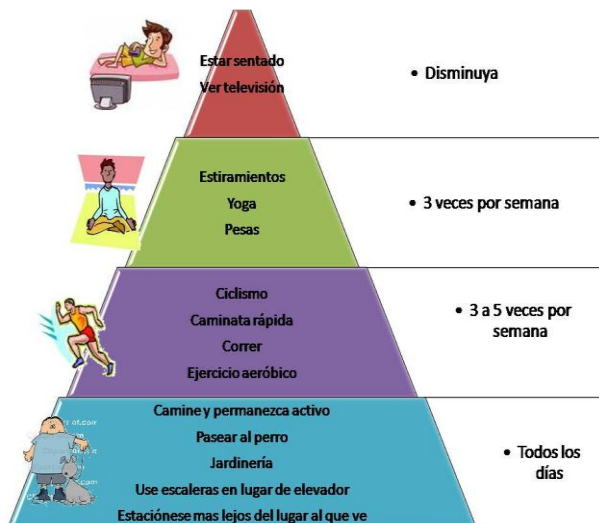 Estar sentado
Ver televisión
• Disminuya
Estiramientos
Yoga
Pesas
• 3 veces por semana
Ciclismo
Caminata rápida
Correr
Ejercicio aeróbico
• 3 a 5 veces por
semana
Camine y permanezca activo
Pasear al perro
Jardinería
Use escaleras en lugar de elevador
Estaciónese mas lejos del lugar al que ve
• Todos los
días